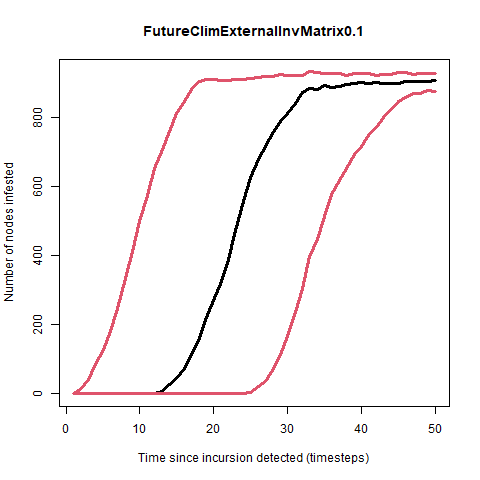 FutureClimExternalInvMatrix0.1
Number of nodes infested
800
600
400
200
0
0 10 20 30 40 50
Time since incursion detected (timesteps)